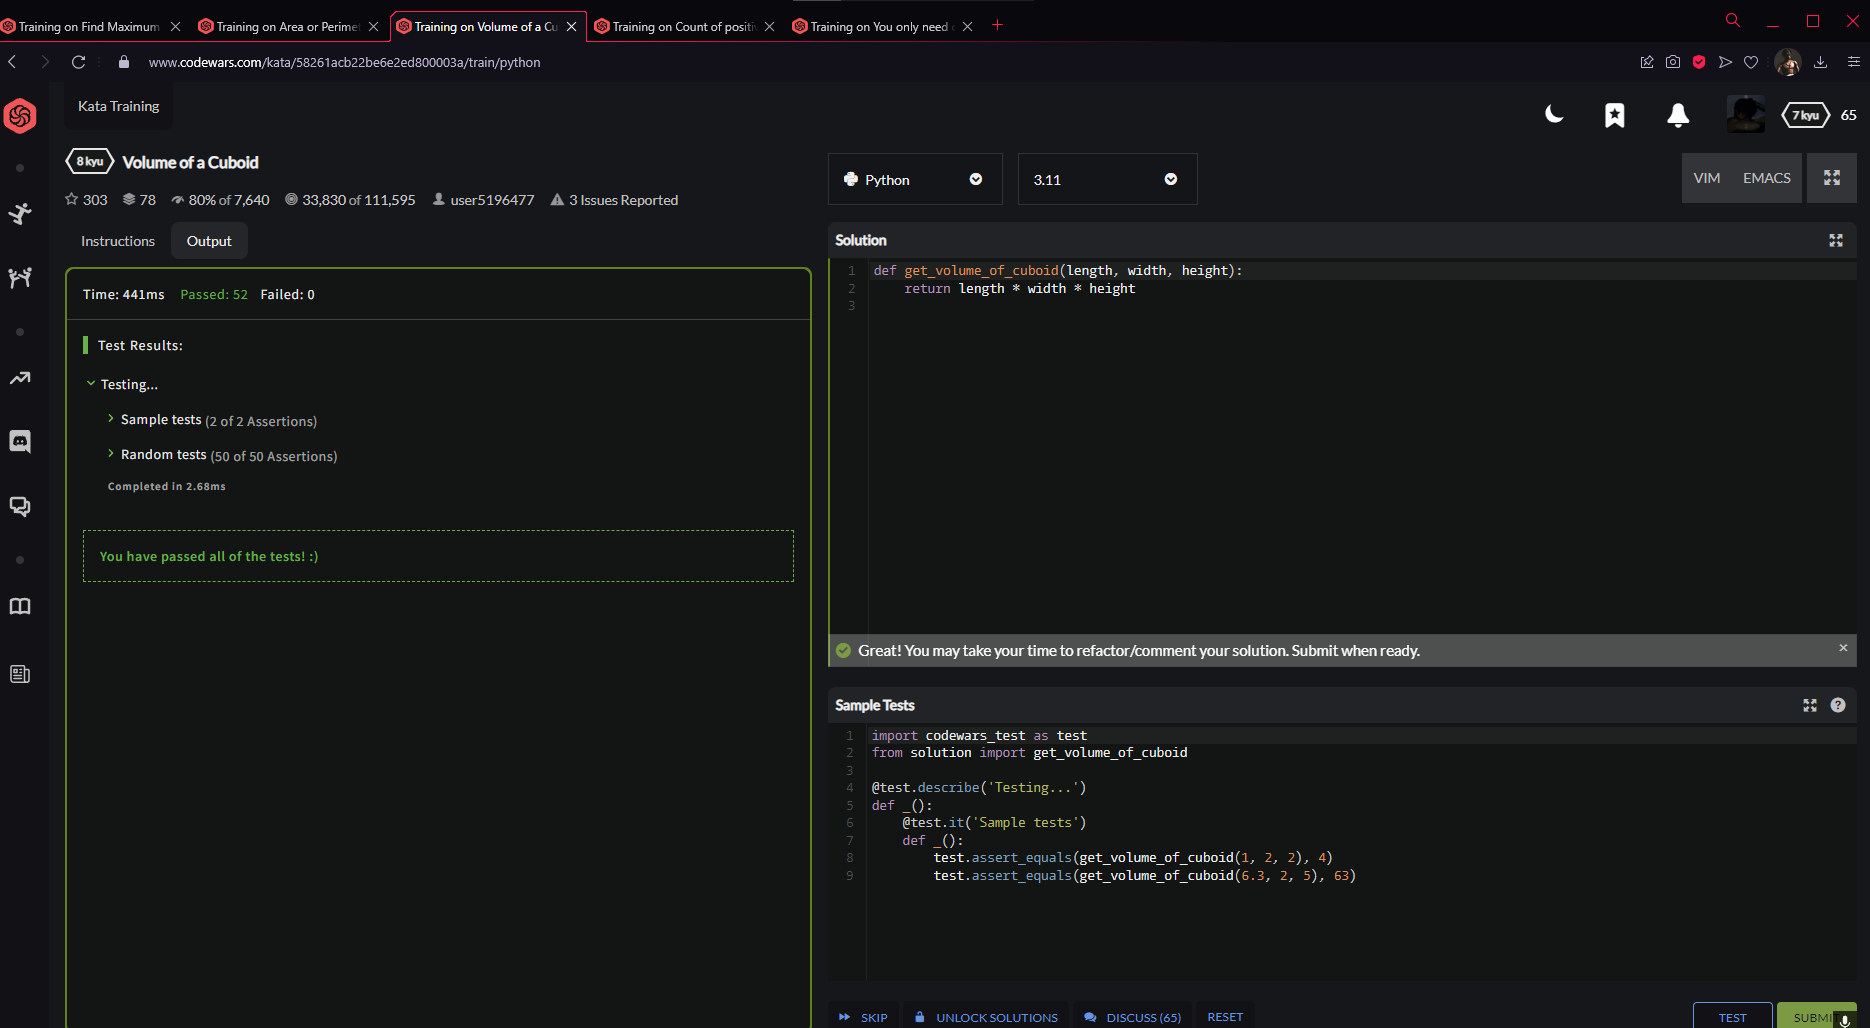 Training on Find Maximum
Training on Area or Perime
Training on Volume of a Cu
Training on Count of positi
Training on You only need
www.codewars.com/kata/58261acb22be6e2ed800003a/train/python
Kata Training
7 kyu 65
8 kyu Volume of a Cuboid
303 78 80% of 7,640 33,830 of 111,595 user5196477 3 Issues Reported
Instructions Output
Time: 441ms Passed: 52 Failed: 0
Test Results:
Testing...
Sample tests (2 of 2 Assertions)
Random tests (50 of 50 Assertions)
Completed in 2.68ms
You have passed all of the tests! :)
Python 3.11 VIM EMACS
Solution
1 def get_volume_of_cuboid(length, width, height):
2 return length * width * height
3
Great! You may take your time to refactor/comment your solution. Submit when ready.
Sample Tests
1 import codewars_test as test
2 from solution import get_volume_of_cuboid
3
4 @test.describe('Testing...')
5 def _():
6 @test.it('Sample tests')
7 def _():
8 test.assert_equals(get_volume_of_cuboid(1, 2, 2), 4)
9 test.assert_equals(get_volume_of_cuboid(6.3, 2, 5), 63)
SKIP UNLOCK SOLUTIONS DISCUSS (65) RESET TEST SUBMIT